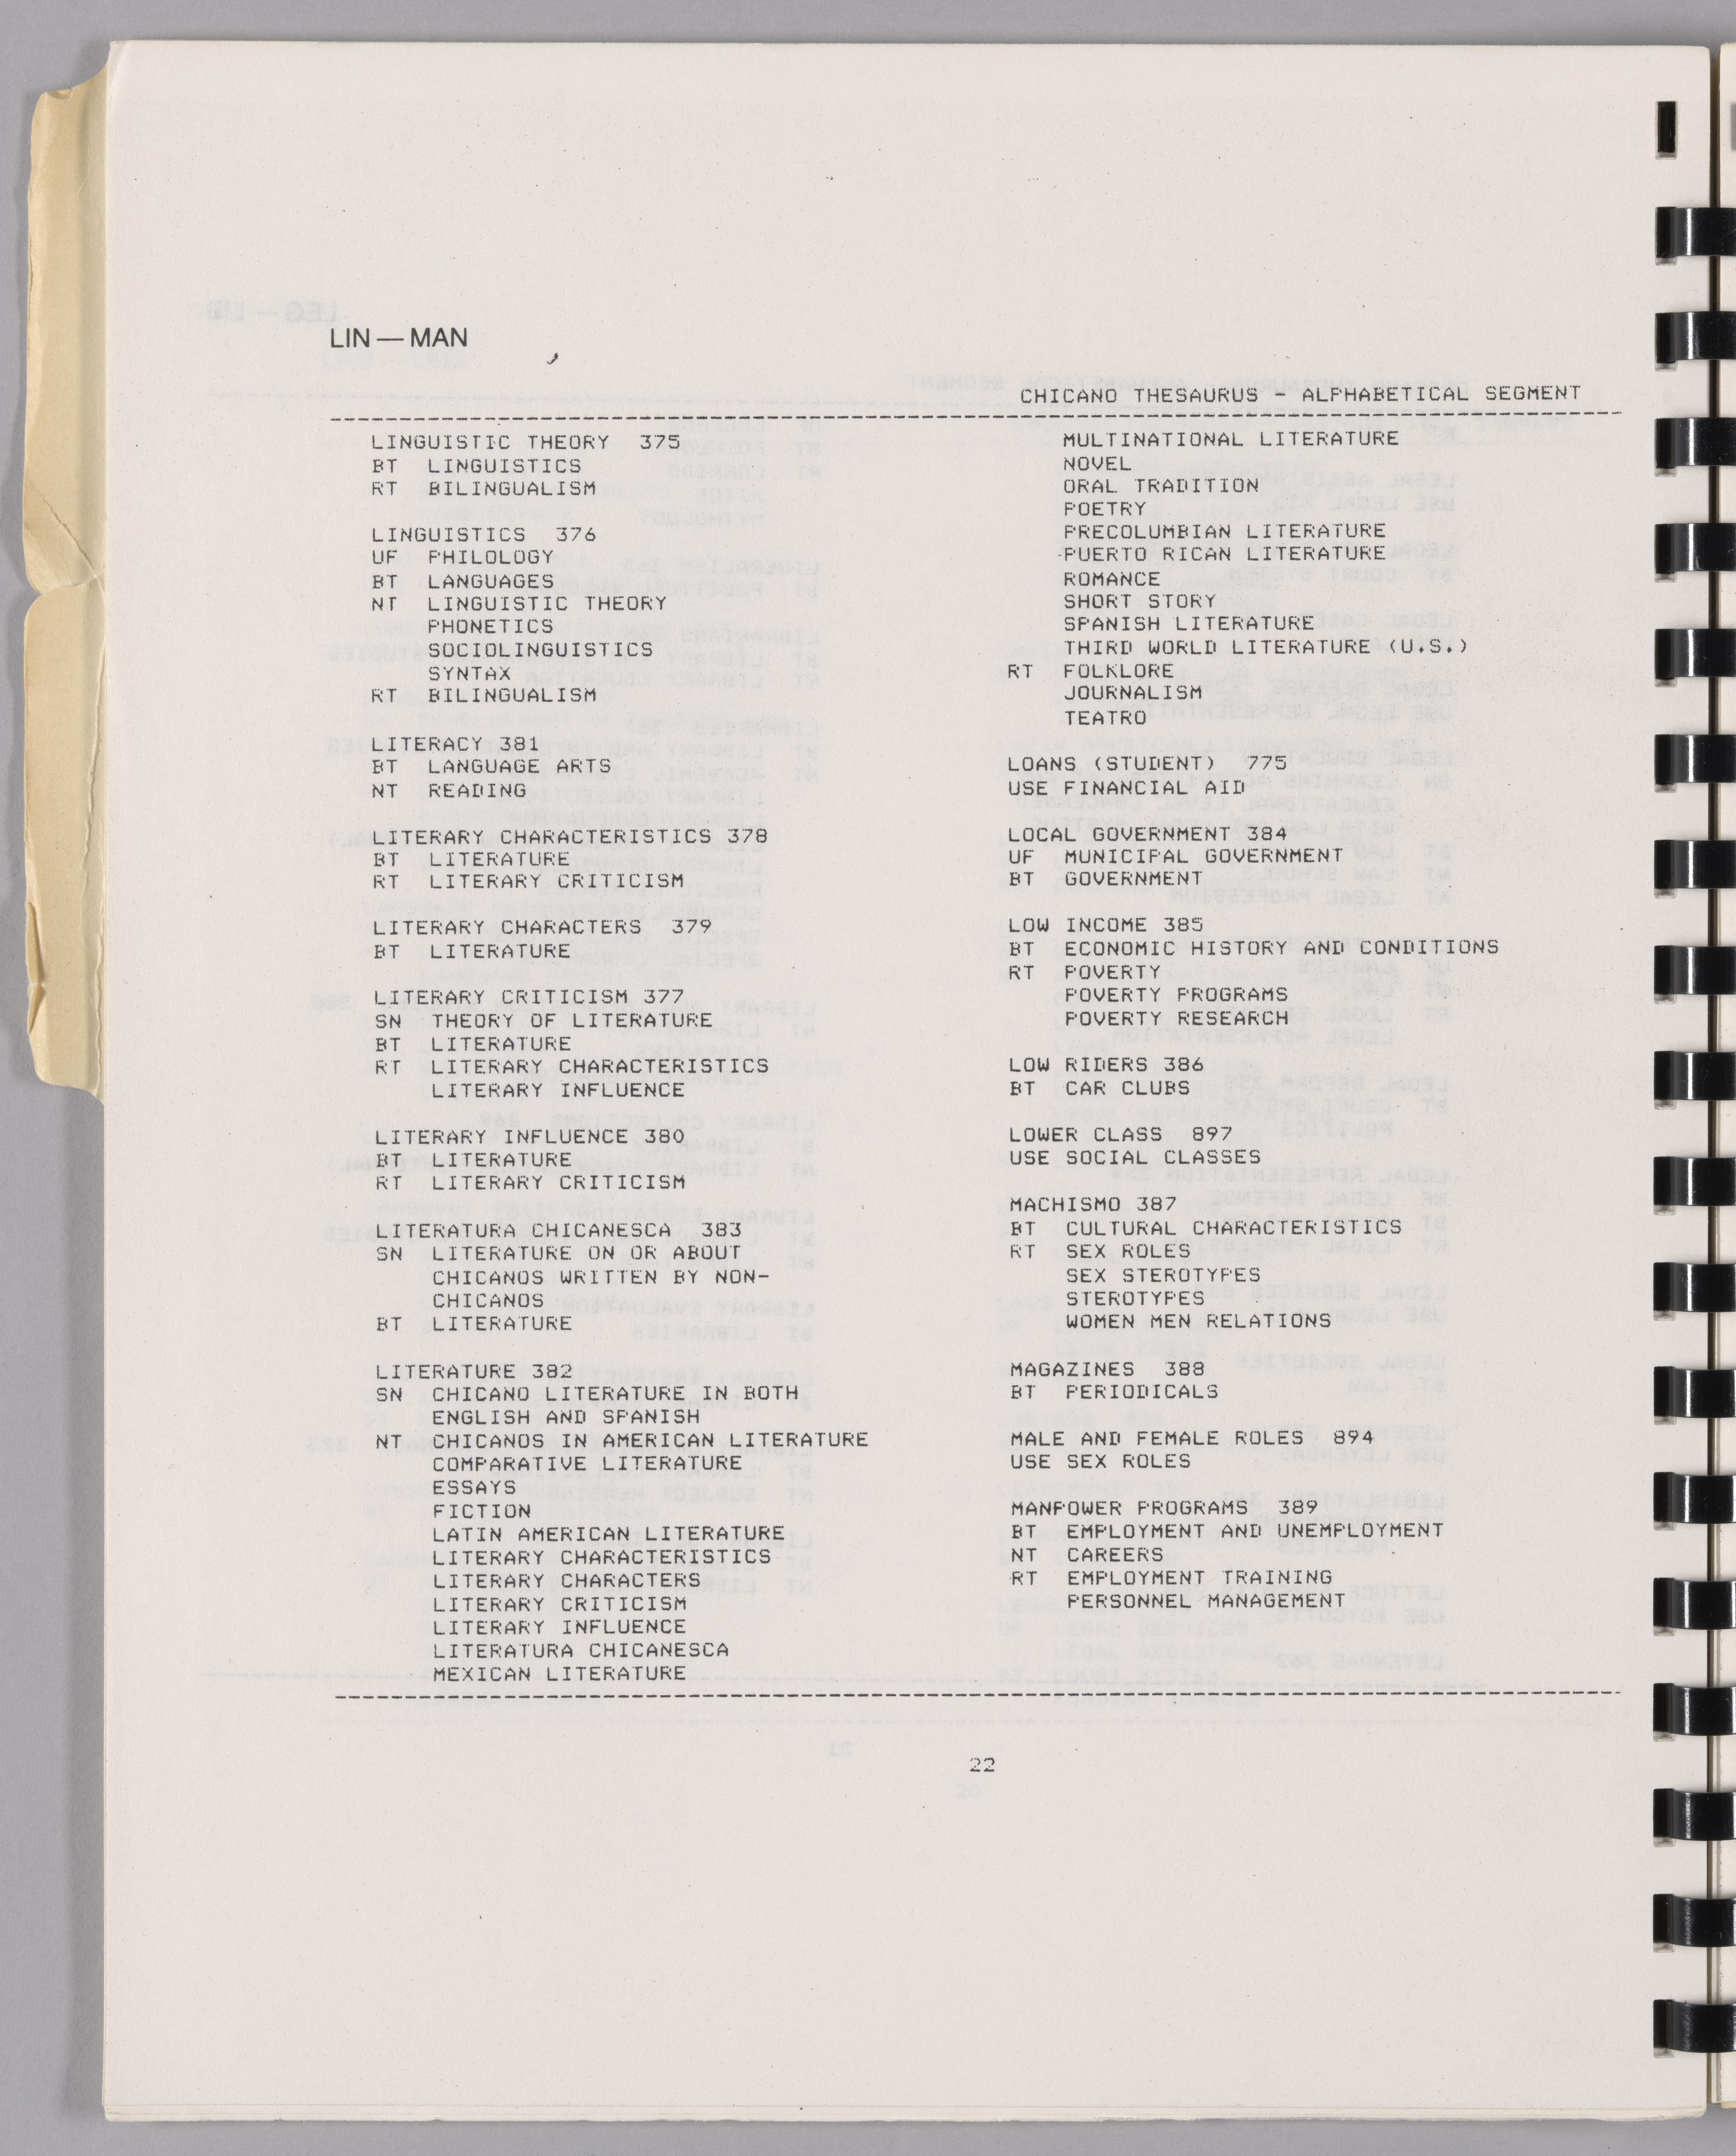 LIN — MAN
CHICANO THESAURUS - ALPHABETICAL SEGMENT
LINGUISTIC THEORY 375
BT LINGUISTICS
RT BILINGUALISM
LINGUISTICS 376
UF PHILOLOGY
BT LANGUAGES
NT LINGUISTIC THEORY
PHONETICS
SOCIOLINGUISTICS
SYNTAX
RT BILINGUALISM
LITERACY 381
BT LANGUAGE ARTS
NT READING
LITERARY CHARACTERISTICS 378
BT LITERATURE
RT LITERARY CRITICISM
LITERARY CHARACTERS 379
BT LITERATURE
LITERARY CRITICISM 377
SN THEORY OF LITERATURE
BT LITERATURE
RT LITERARY CHARACTERISTICS
LITERARY INFLUENCE
LITERARY INFLUENCE 380
BT LITERATURE
RT LITERARY CRITICISM
LITERATURA CHICANESCA 383
SN LITERATURE ON OR ABOUT
CHICANOS WRITTEN BY NON-
CHICANOS
BT LITERATURE
LITERATURE 382
SN CHICANO LITERATURE IN BOTH
ENGLISH AND SPANISH
NT CHICANOS IN AMERICAN LITERATURE
COMPARATIVE LITERATURE
ESSAYS
FICTION
LATIN AMERICAN LITERATURE
LITERARY CHARACTERISTICS
LITERARY CHARACTERS
LITERARY CRITICISM
LITERARY INFLUENCE
LITERATURA CHICANESCA
MEXICAN LITERATURE
MULTINATIONAL LITERATURE
NOVEL
ORAL TRADITION
POETRY
PRECOLUMBIAN LITERATURE
PUERTO RICAN LITERATURE
ROMANCE
SHORT STORY
SPANISH LITERATURE
THIRD WORLD LITERATURE (U.S.)
RT FOLKLORE
JOURNALISM
TEATRO
LOANS (STUDENT) 775
USE FINANCIAL AID
LOCAL GOVERNMENT 384
UF MUNICIPAL GOVERNMENT
BT GOVERNMENT
LOW INCOME 385
BT ECONOMIC HISTORY AND CONDITIONS
RT POVERTY
POVERTY PROGRAMS
POVERTY RESEARCH
LOW RIDERS 386
BT CAR CLUBS
LOWER CLASS 897
USE SOCIAL CLASSES
MACHISMO 387
BT CULTURAL CHARACTERISTICS
RT SEX ROLES
SEX STEROTYPES
STEROTYPES
WOMEN MEN RELATIONS
MAGAZINES 388
BT PERIODICALS
MALE AND FEMALE ROLES 894
USE SEX ROLES
MANPOWER PROGRAMS 389
BT EMPLOYMENT AND UNEMPLOYMENT
NT CAREERS
RT EMPLOYMENT TRAINING
PERSONNEL MANAGEMENT
22